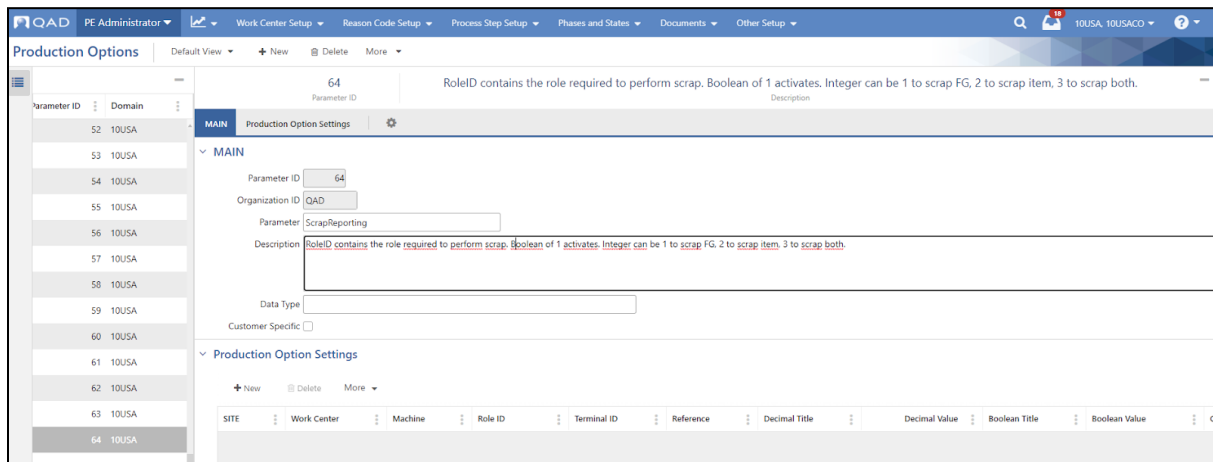 QAD PE Administrator Work Center Setup Reason Code Setup Process Step Setup Phases and States Documents Other Setup 18 10USA, 10USACO ?
Production Options Default View + New Delete More
64 RoleID contains the role required to perform scrap. Boolean of 1 activates. Integer can be 1 to scrap FG, 2 to scrap item, 3 to scrap both.
Parameter ID Description
Parameter ID Domain
MAIN Production Option Settings
52 10USA
53 10USA
54 10USA
55 10USA
56 10USA
57 10USA
58 10USA
59 10USA
60 10USA
61 10USA
62 10USA
63 10USA
64 10USA
MAIN
Parameter ID 64
Organization ID QAD
Parameter ScrapReporting
Description RoleID contains the role required to perform scrap. Boolean of 1 activates. Integer can be 1 to scrap FG, 2 to scrap item, 3 to scrap both.
Data Type
Customer Specific
Production Option Settings
+ New Delete More
SITE Work Center Machine Role ID Terminal ID Reference Decimal Title Decimal Value Boolean Title Boolean Value